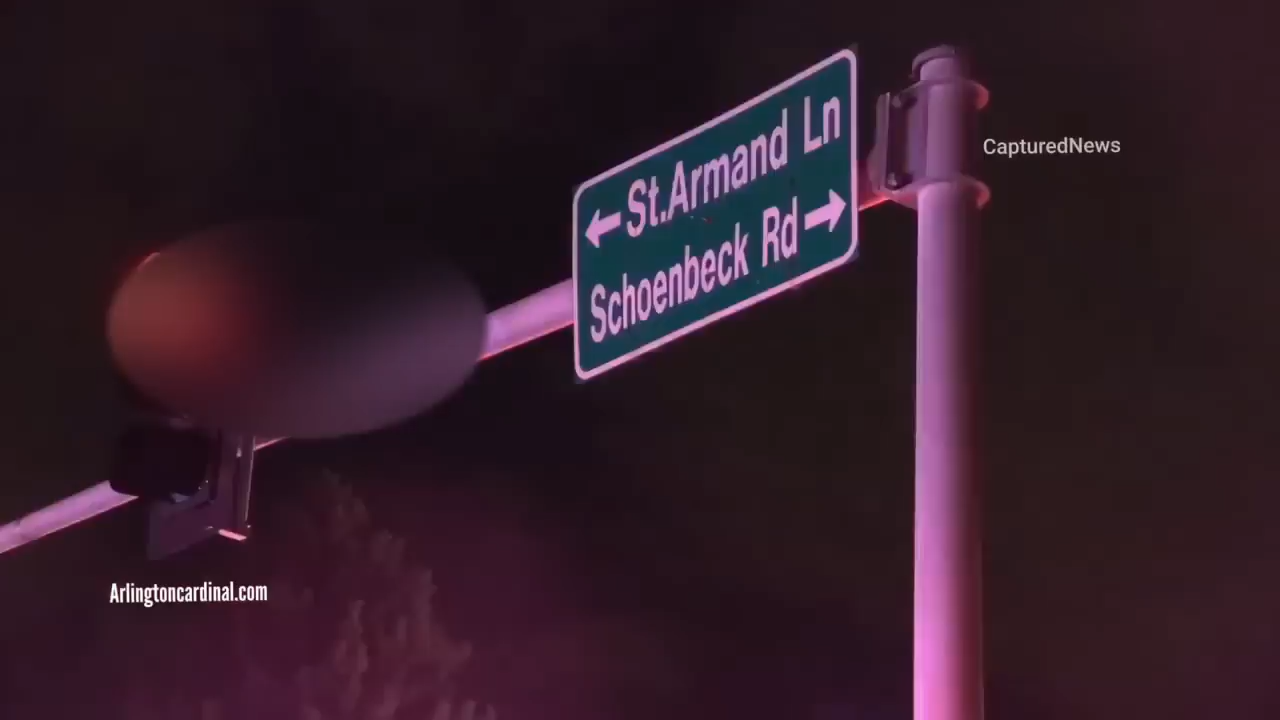 ←St.Armand Ln
Schoenbeck Rd→
CapturedNews
Arlingtoncardinal.com